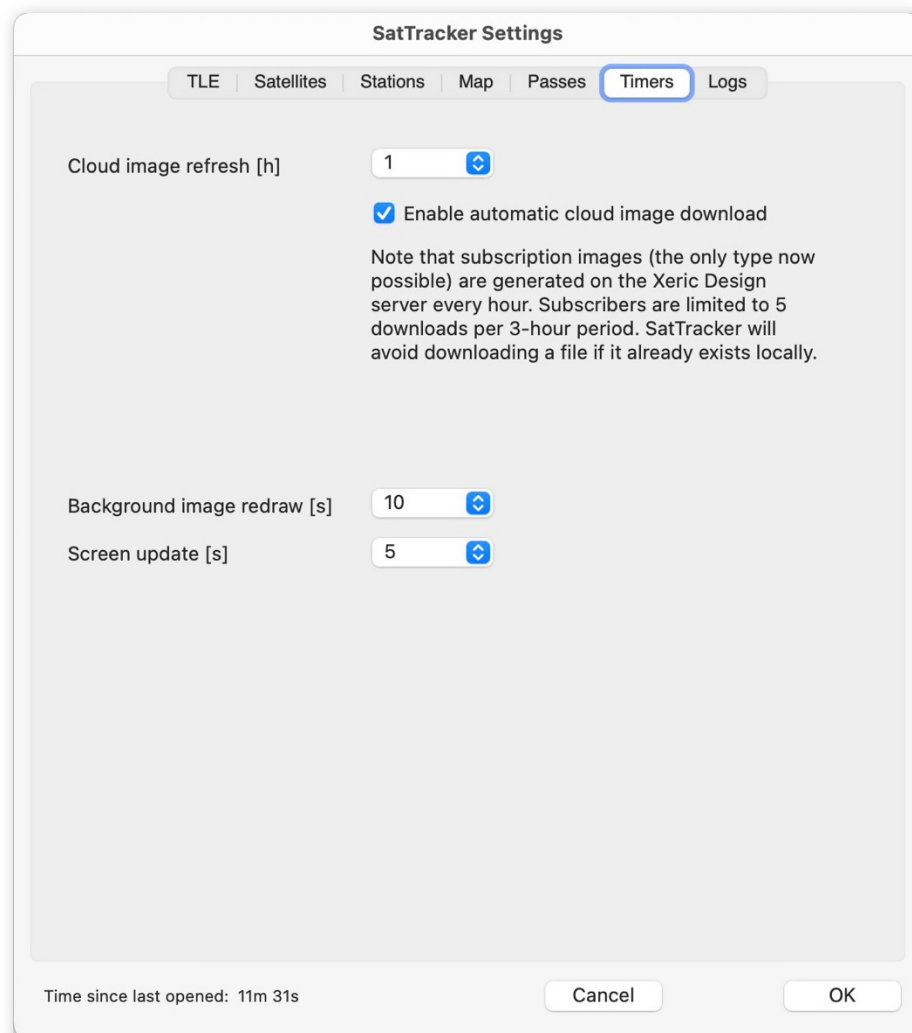 SatTracker Settings
TLE Satellites Stations Map Passes Timers Logs
Cloud image refresh [h] 1
Enable automatic cloud image download
Note that subscription images (the only type now
possible) are generated on the Xeric Design
server every hour. Subscribers are limited to 5
downloads per 3-hour period. SatTracker will
avoid downloading a file if it already exists locally.
Background image redraw [s] 10
Screen update [s] 5
Time since last opened: 11m 31s Cancel OK